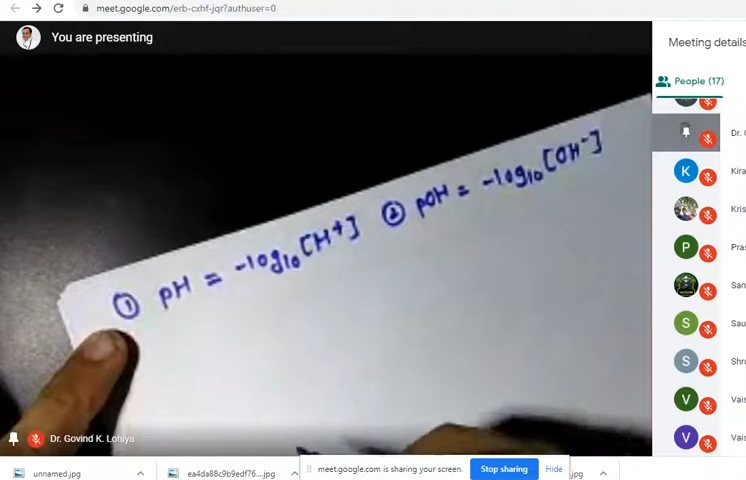 meet.google.com/erb-cxhf-jqr?authuser=0
You are presenting
Meeting details
People (17)
① pH = -log₁₀ [H+] ② pOH = -log₁₀ [OH⁻]
Dr. G
K Kira
Kris
P Pras
San
S Sau
S Shru
V Vais
V Vais
Dr. Govind K. Lohiya
unnamed.jpg
ea4da88c9b9edf76....jpg
meet.google.com is sharing your screen.
Stop sharing
Hide
jpg